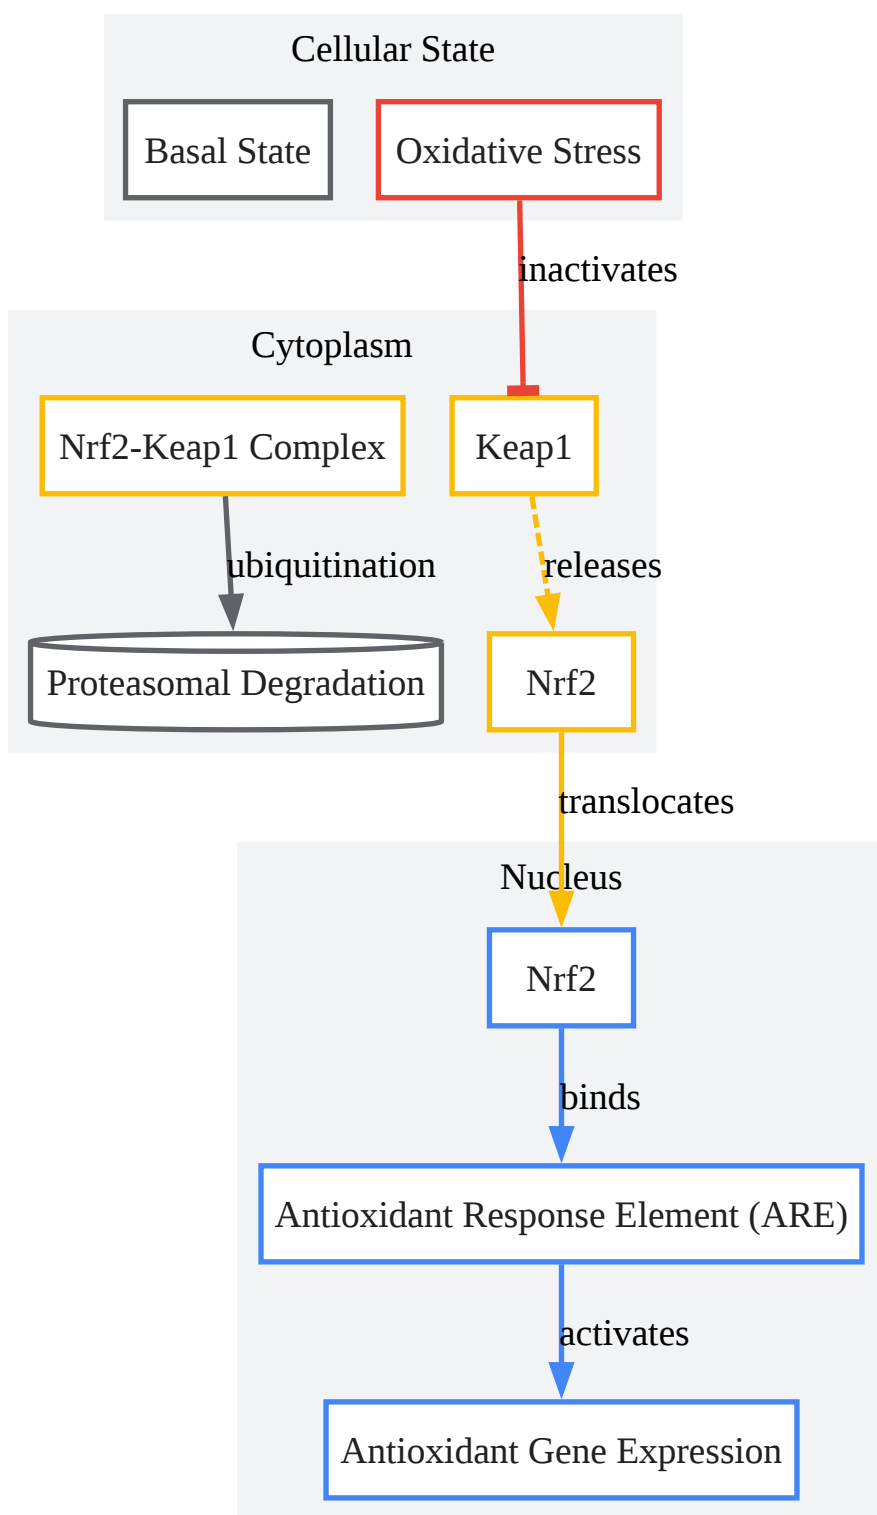 Cellular State
Basal State
Oxidative Stress
inactivates
Cytoplasm
Nrf2-Keap1 Complex
Keap1
ubiquitination
releases
Proteasomal Degradation
Nrf2
translocates
Nucleus
Nrf2
binds
Antioxidant Response Element (ARE)
activates
Antioxidant Gene Expression